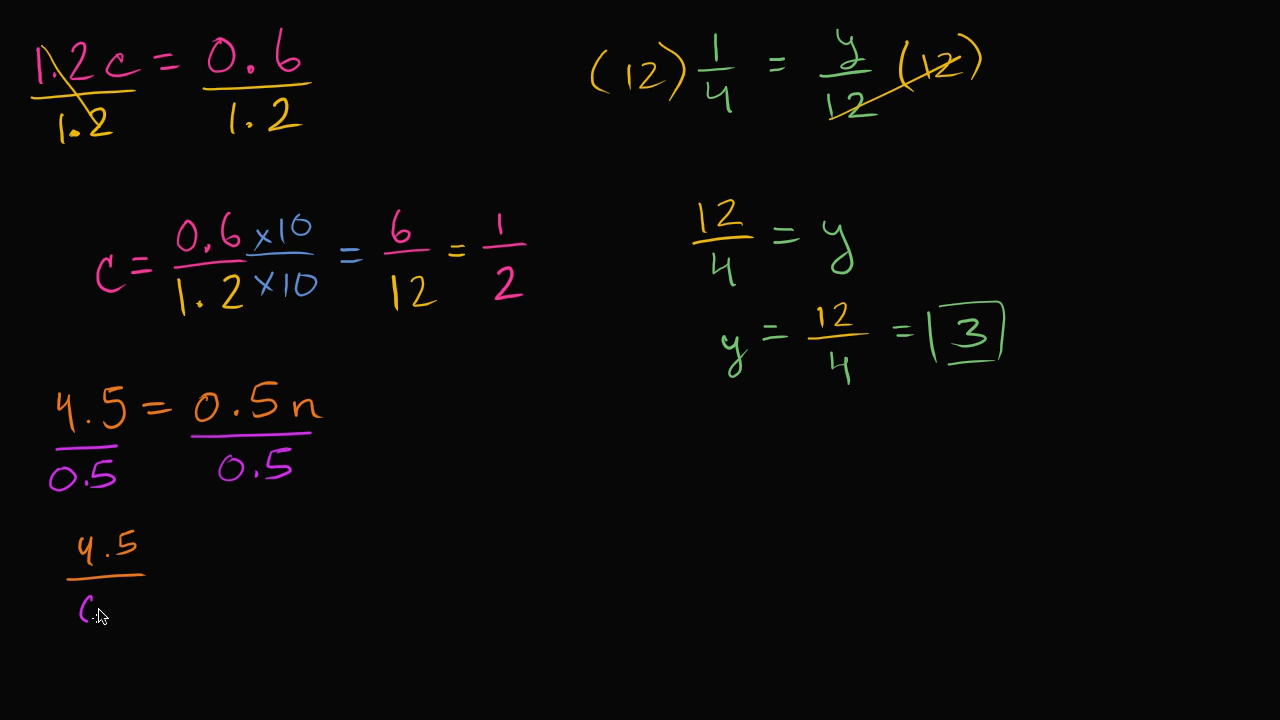 1.2c = 0.6
1.2 1.2
c = 0.6/1.2 ×10/×10 = 6/12 = 1/2
4.5 = 0.5n
0.5 0.5
4.5
(12) 1/4 = y/12 (12)
12/4 = y
y = 12/4 = 3